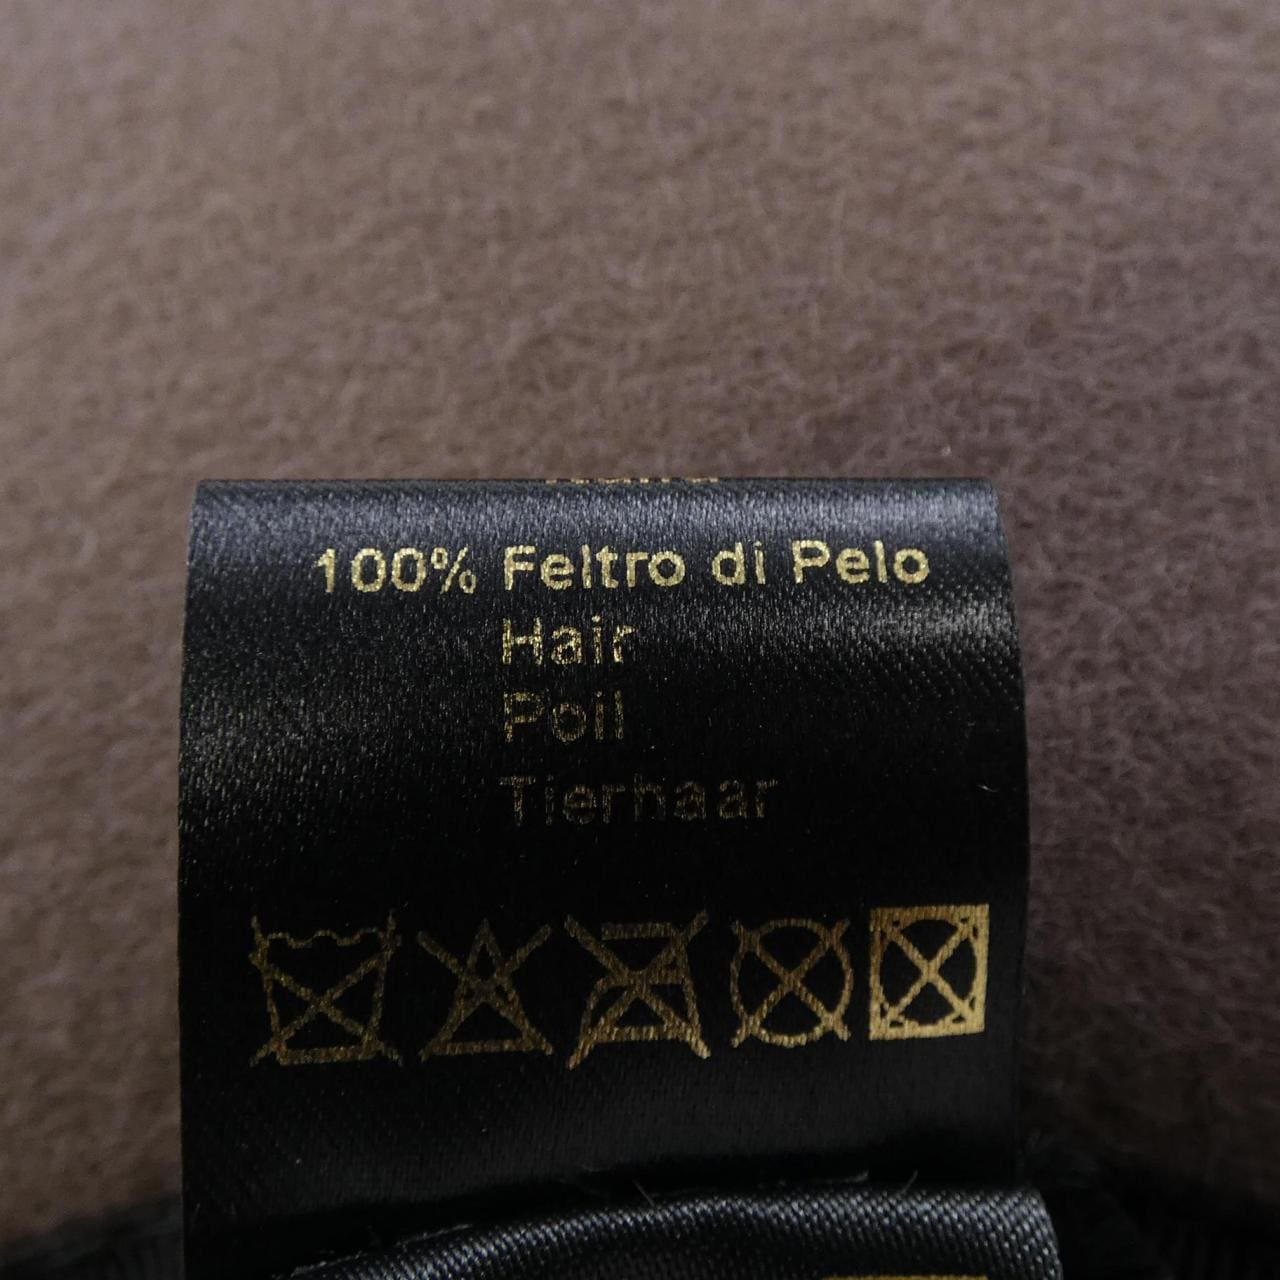 100% Feltro di Pelo
Hair
Poil
Tierhaar